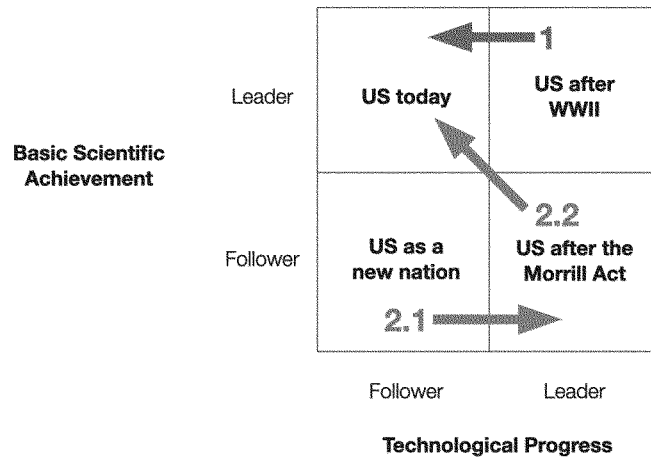 1
Leader
US today
US after
WWII
Basic Scientific
Achievement
2.2
Follower
US as a
new nation
US after the
Morrill Act
2.1
Follower
Leader
Technological Progress